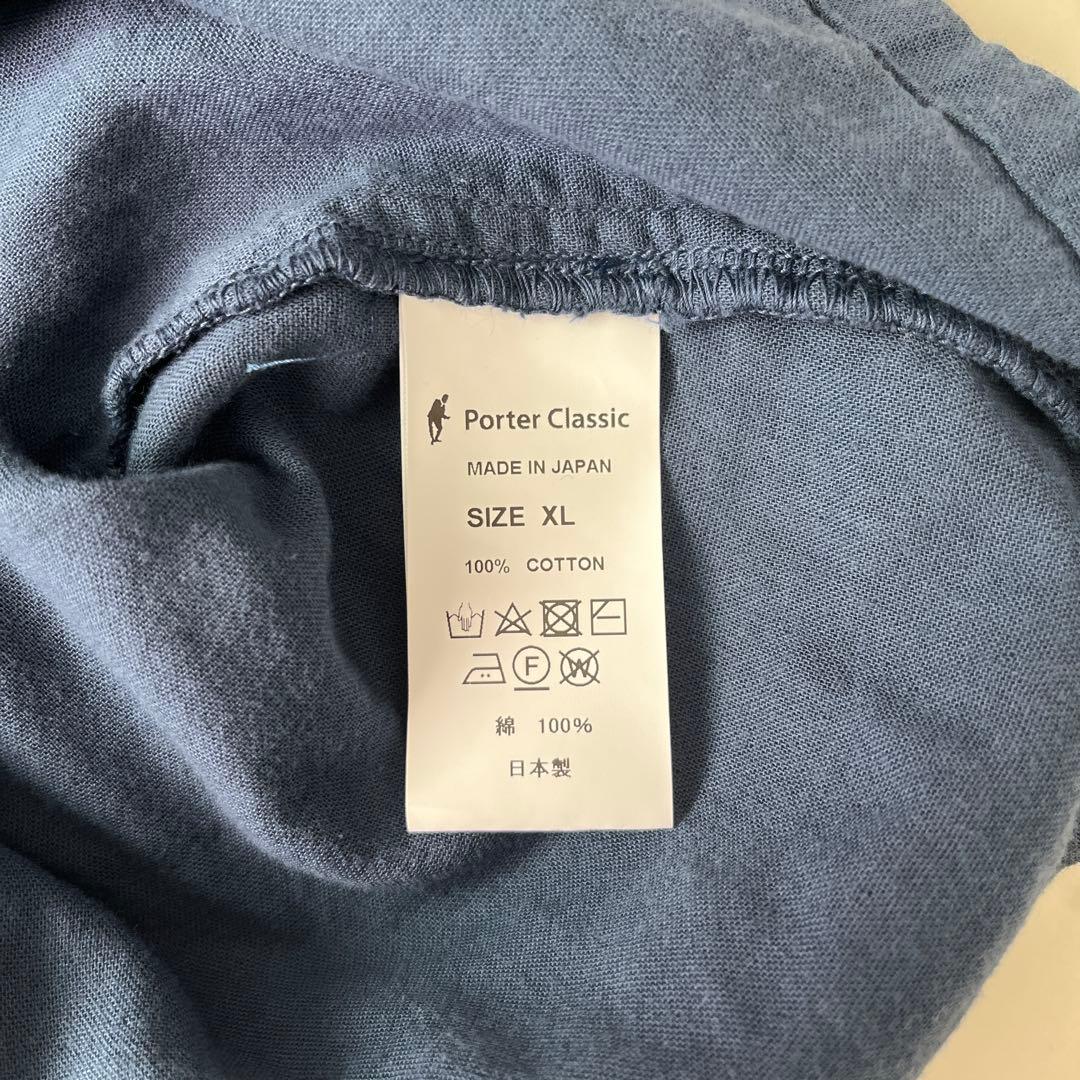 Porter Classic
MADE IN JAPAN
SIZE XL
100% COTTON
F W
綿 100%
日本製